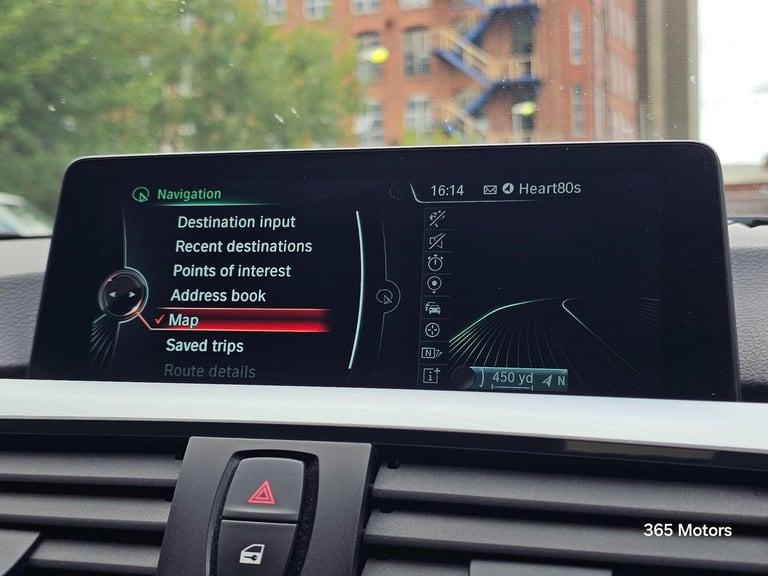 Navigation
Destination input
Recent destinations
Points of interest
Address book
Map
Saved trips
Route details
16:14
Heart80s
N
450 yd
N
365 Motors